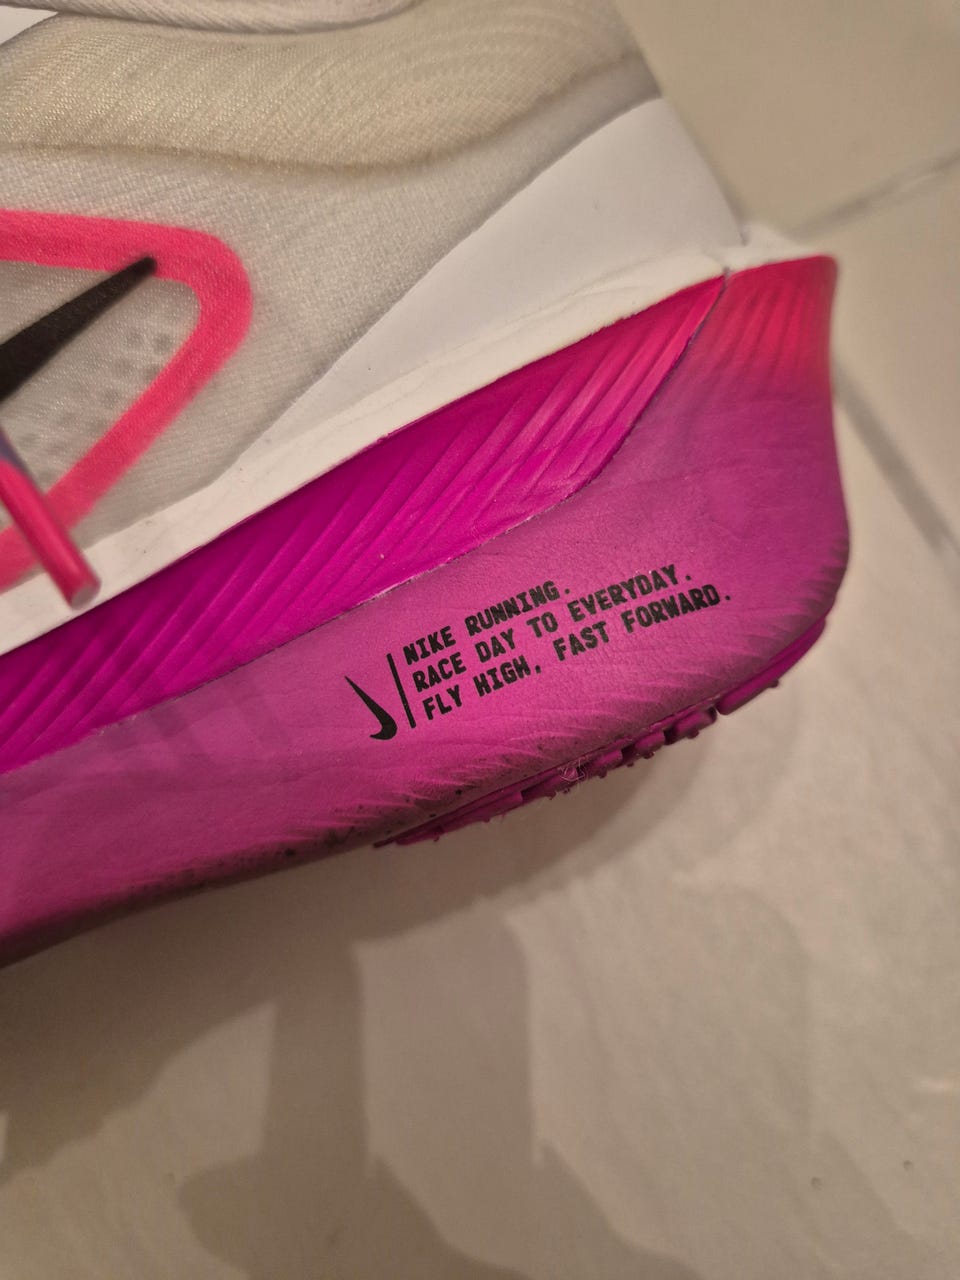 NIKE RUNNING.
RACE DAY TO EVERYDAY.
FLY HIGH, FAST FORWARD.